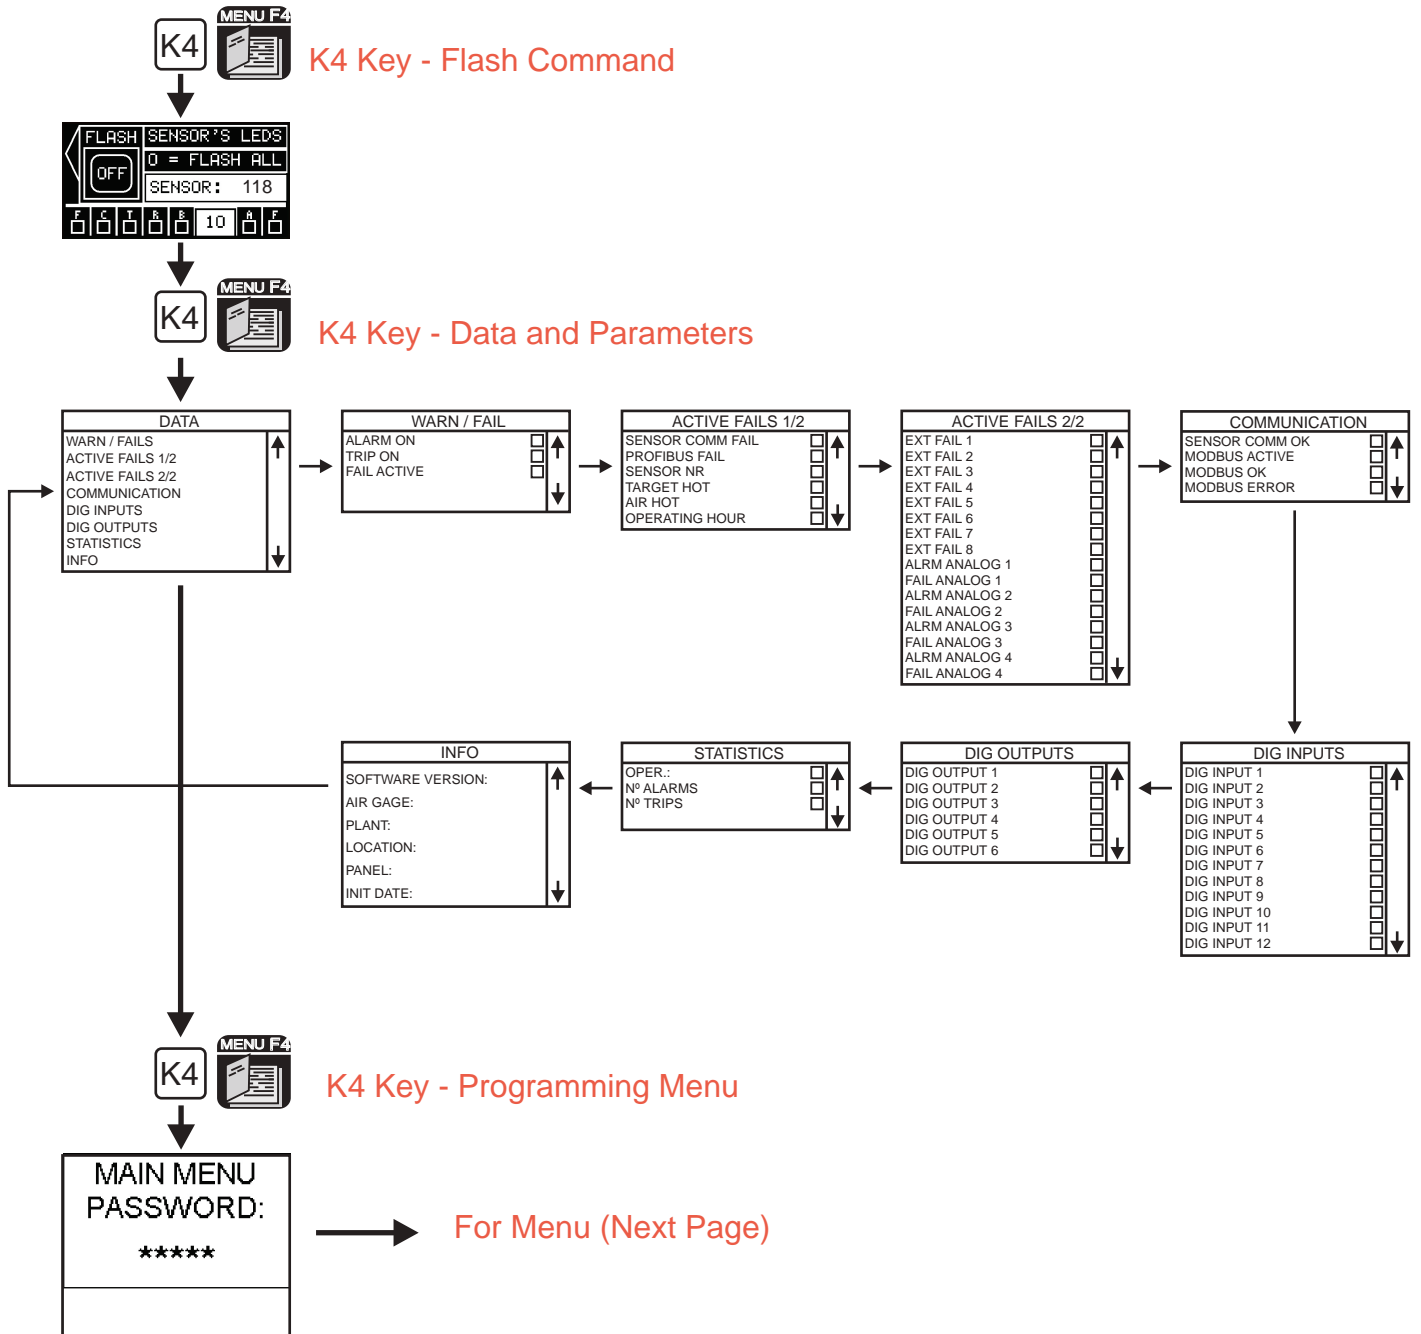 MENU F4
K4
K4 Key - Flash Command
FLASH
OFF
SENSOR'S LEDS
0 = FLASH ALL
SENSOR: 118
F C T R B 10 A F
MENU F4
K4
K4 Key - Data and Parameters
DATA
WARN / FAILS
ACTIVE FAILS 1/2
ACTIVE FAILS 2/2
COMMUNICATION
DIG INPUTS
DIG OUTPUTS
STATISTICS
INFO
WARN / FAIL
ALARM ON
TRIP ON
FAIL ACTIVE
ACTIVE FAILS 1/2
SENSOR COMM FAIL
PROFIBUS FAIL
SENSOR NR
TARGET HOT
AIR HOT
OPERATING HOUR
ACTIVE FAILS 2/2
EXT FAIL 1
EXT FAIL 2
EXT FAIL 3
EXT FAIL 4
EXT FAIL 5
EXT FAIL 6
EXT FAIL 7
EXT FAIL 8
ALRM ANALOG 1
FAIL ANALOG 1
ALRM ANALOG 2
FAIL ANALOG 2
ALRM ANALOG 3
FAIL ANALOG 3
ALRM ANALOG 4
FAIL ANALOG 4
COMMUNICATION
SENSOR COMM OK
MODBUS ACTIVE
MODBUS OK
MODBUS ERROR
INFO
SOFTWARE VERSION:
AIR GAGE:
PLANT:
LOCATION:
PANEL:
INIT DATE:
STATISTICS
OPER.:
Nº ALARMS
Nº TRIPS
DIG OUTPUTS
DIG OUTPUT 1
DIG OUTPUT 2
DIG OUTPUT 3
DIG OUTPUT 4
DIG OUTPUT 5
DIG OUTPUT 6
DIG INPUTS
DIG INPUT 1
DIG INPUT 2
DIG INPUT 3
DIG INPUT 4
DIG INPUT 5
DIG INPUT 6
DIG INPUT 7
DIG INPUT 8
DIG INPUT 9
DIG INPUT 10
DIG INPUT 11
DIG INPUT 12
MENU F4
K4
K4 Key - Programming Menu
MAIN MENU
PASSWORD:
*****
For Menu (Next Page)